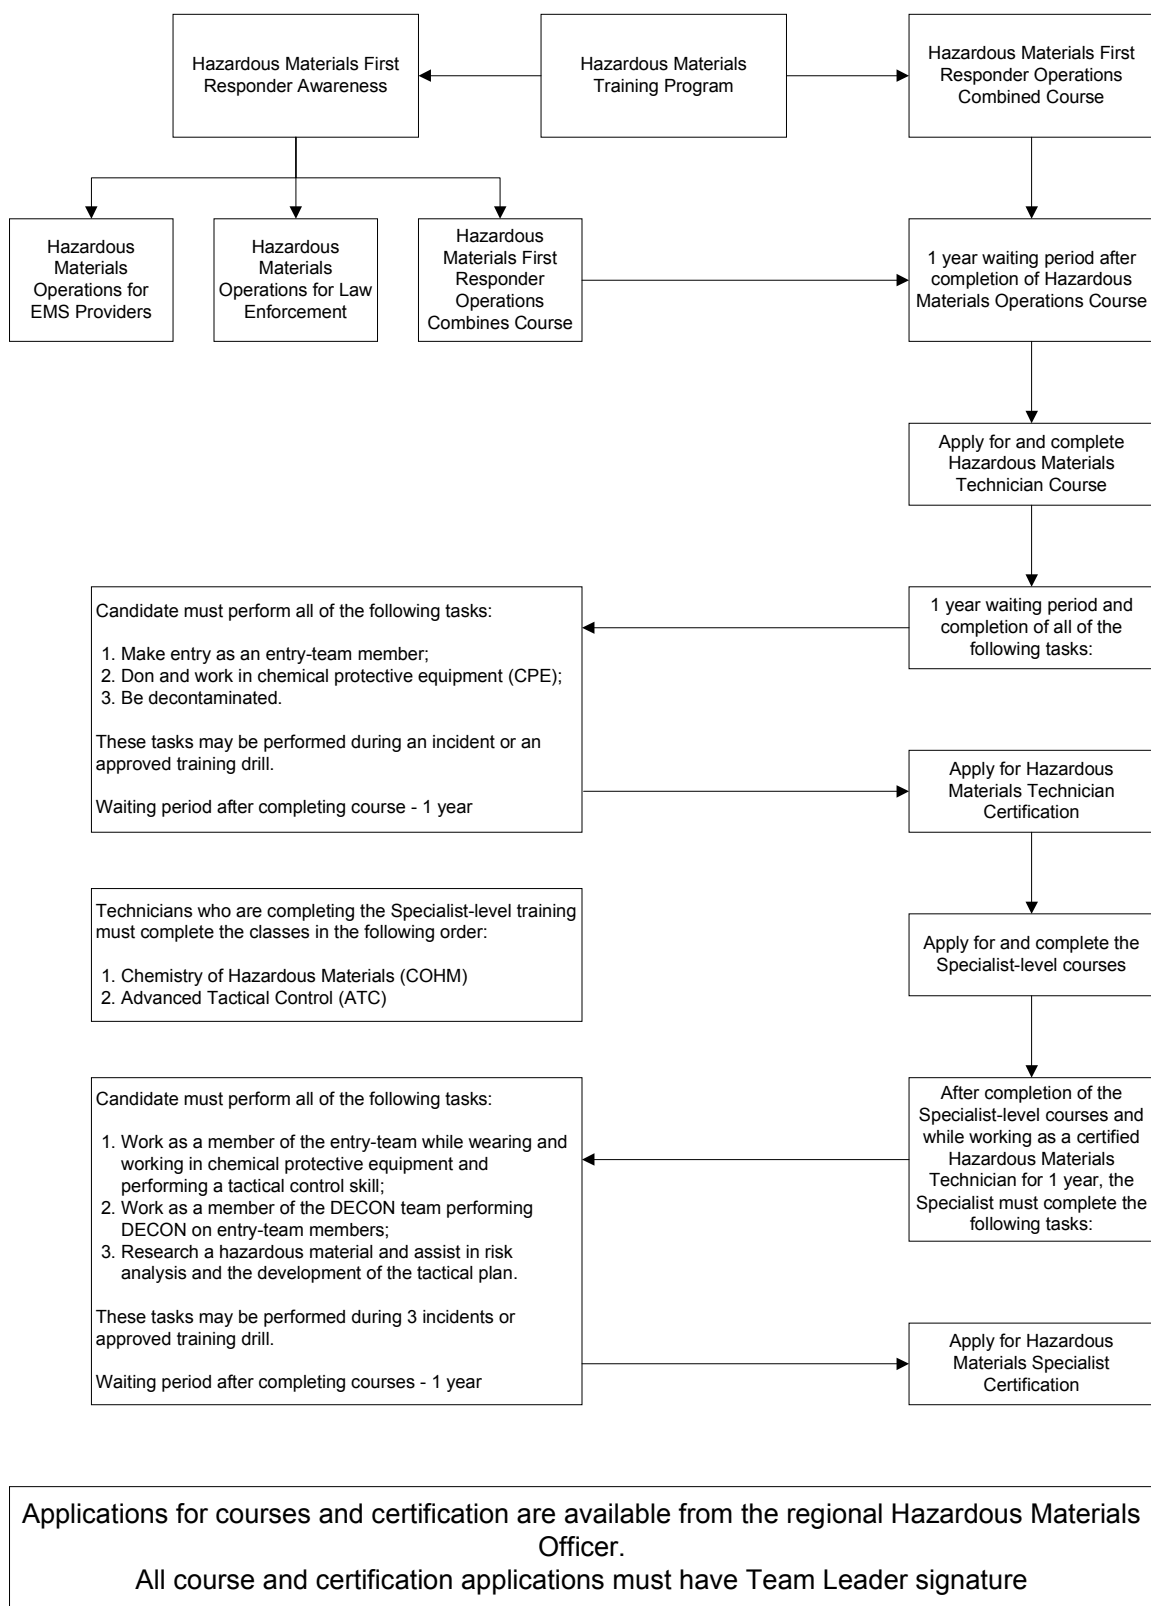 Hazardous Materials First
Responder Awareness
Hazardous Materials
Training Program
Hazardous Materials First
Responder Operations
Combined Course
Hazardous
Materials
Operations for
EMS Providers
Hazardous
Materials
Operations for Law
Enforcement
Hazardous
Materials First
Responder
Operations
Combines Course
1 year waiting period after
completion of Hazardous
Materials Operations Course
Apply for and complete
Hazardous Materials
Technician Course
Candidate must perform all of the following tasks:
1. Make entry as an entry-team member;
2. Don and work in chemical protective equipment (CPE);
3. Be decontaminated.
These tasks may be performed during an incident or an
approved training drill.
Waiting period after completing course - 1 year
1 year waiting period and
completion of all of the
following tasks:
Apply for Hazardous
Materials Technician
Certification
Technicians who are completing the Specialist-level training
must complete the classes in the following order:
1. Chemistry of Hazardous Materials (COHM)
2. Advanced Tactical Control (ATC)
Apply for and complete the
Specialist-level courses
Candidate must perform all of the following tasks:
1. Work as a member of the entry-team while wearing and
working in chemical protective equipment and
performing a tactical control skill;
2. Work as a member of the DECON team performing
DECON on entry-team members;
3. Research a hazardous material and assist in risk
analysis and the development of the tactical plan.
These tasks may be performed during 3 incidents or
approved training drill.
Waiting period after completing courses - 1 year
After completion of the
Specialist-level courses and
while working as a certified
Hazardous Materials
Technician for 1 year, the
Specialist must complete the
following tasks:
Apply for Hazardous
Materials Specialist
Certification
Applications for courses and certification are available from the regional Hazardous Materials
Officer.
All course and certification applications must have Team Leader signature